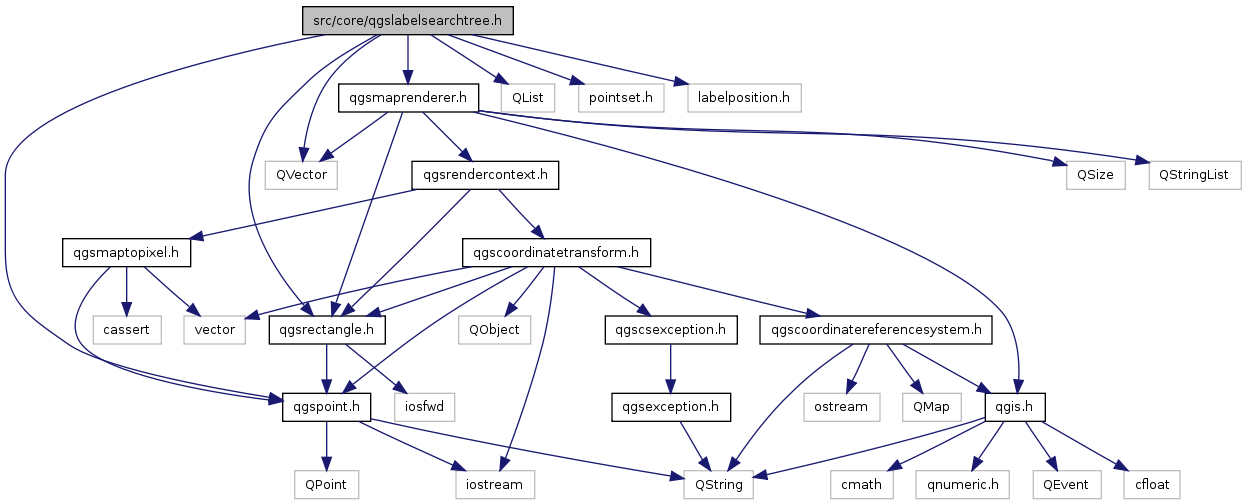 src/core/qgslabelsearchtree.h
qgsmaprenderer.h
QList
pointset.h
labelposition.h
QVector
qgsrendercontext.h
QSize
QStringList
qgsmaptopixel.h
qgscoordinatetransform.h
cassert
vector
qgsrectangle.h
QObject
qgscsexception.h
qgscoordinatereferencesystem.h
qgspoint.h
iosfwd
qgsexception.h
ostream
QMap
qgis.h
QPoint
iostream
QString
cmath
qnumeric.h
QEvent
cfloat